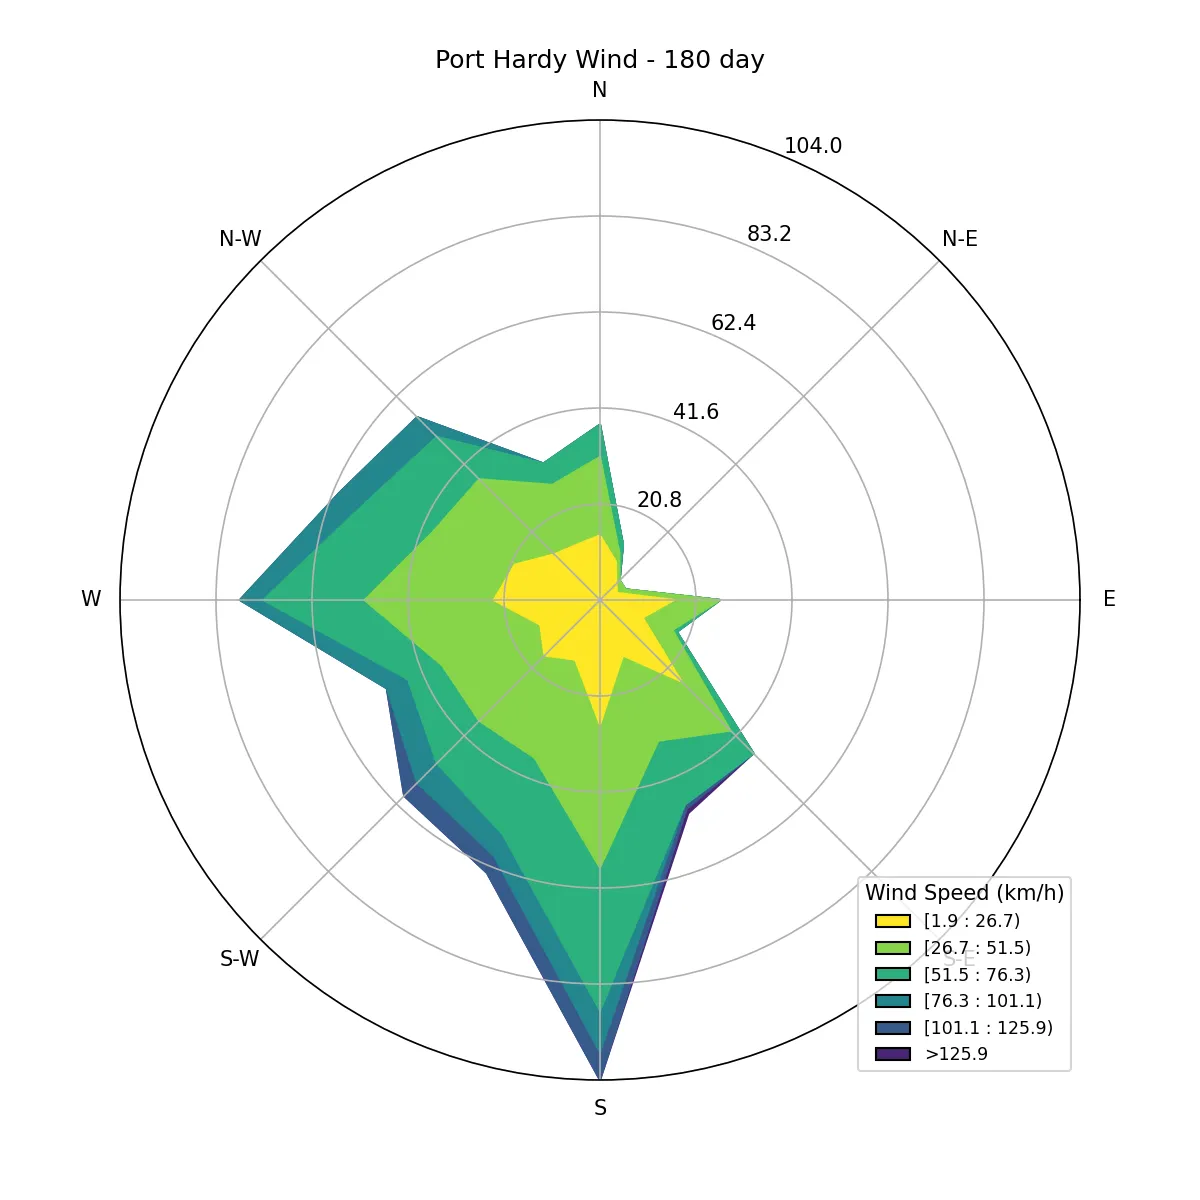 Port Hardy Wind - 180 day
N
104.0
83.2
N-W
N-E
62.4
41.6
20.8
W
E
Wind Speed (km/h)
[1.9 : 26.7)
[26.7 : 51.5)
S-W
S-E
[51.5 : 76.3)
[76.3 : 101.1)
[101.1 : 125.9)
>125.9
S